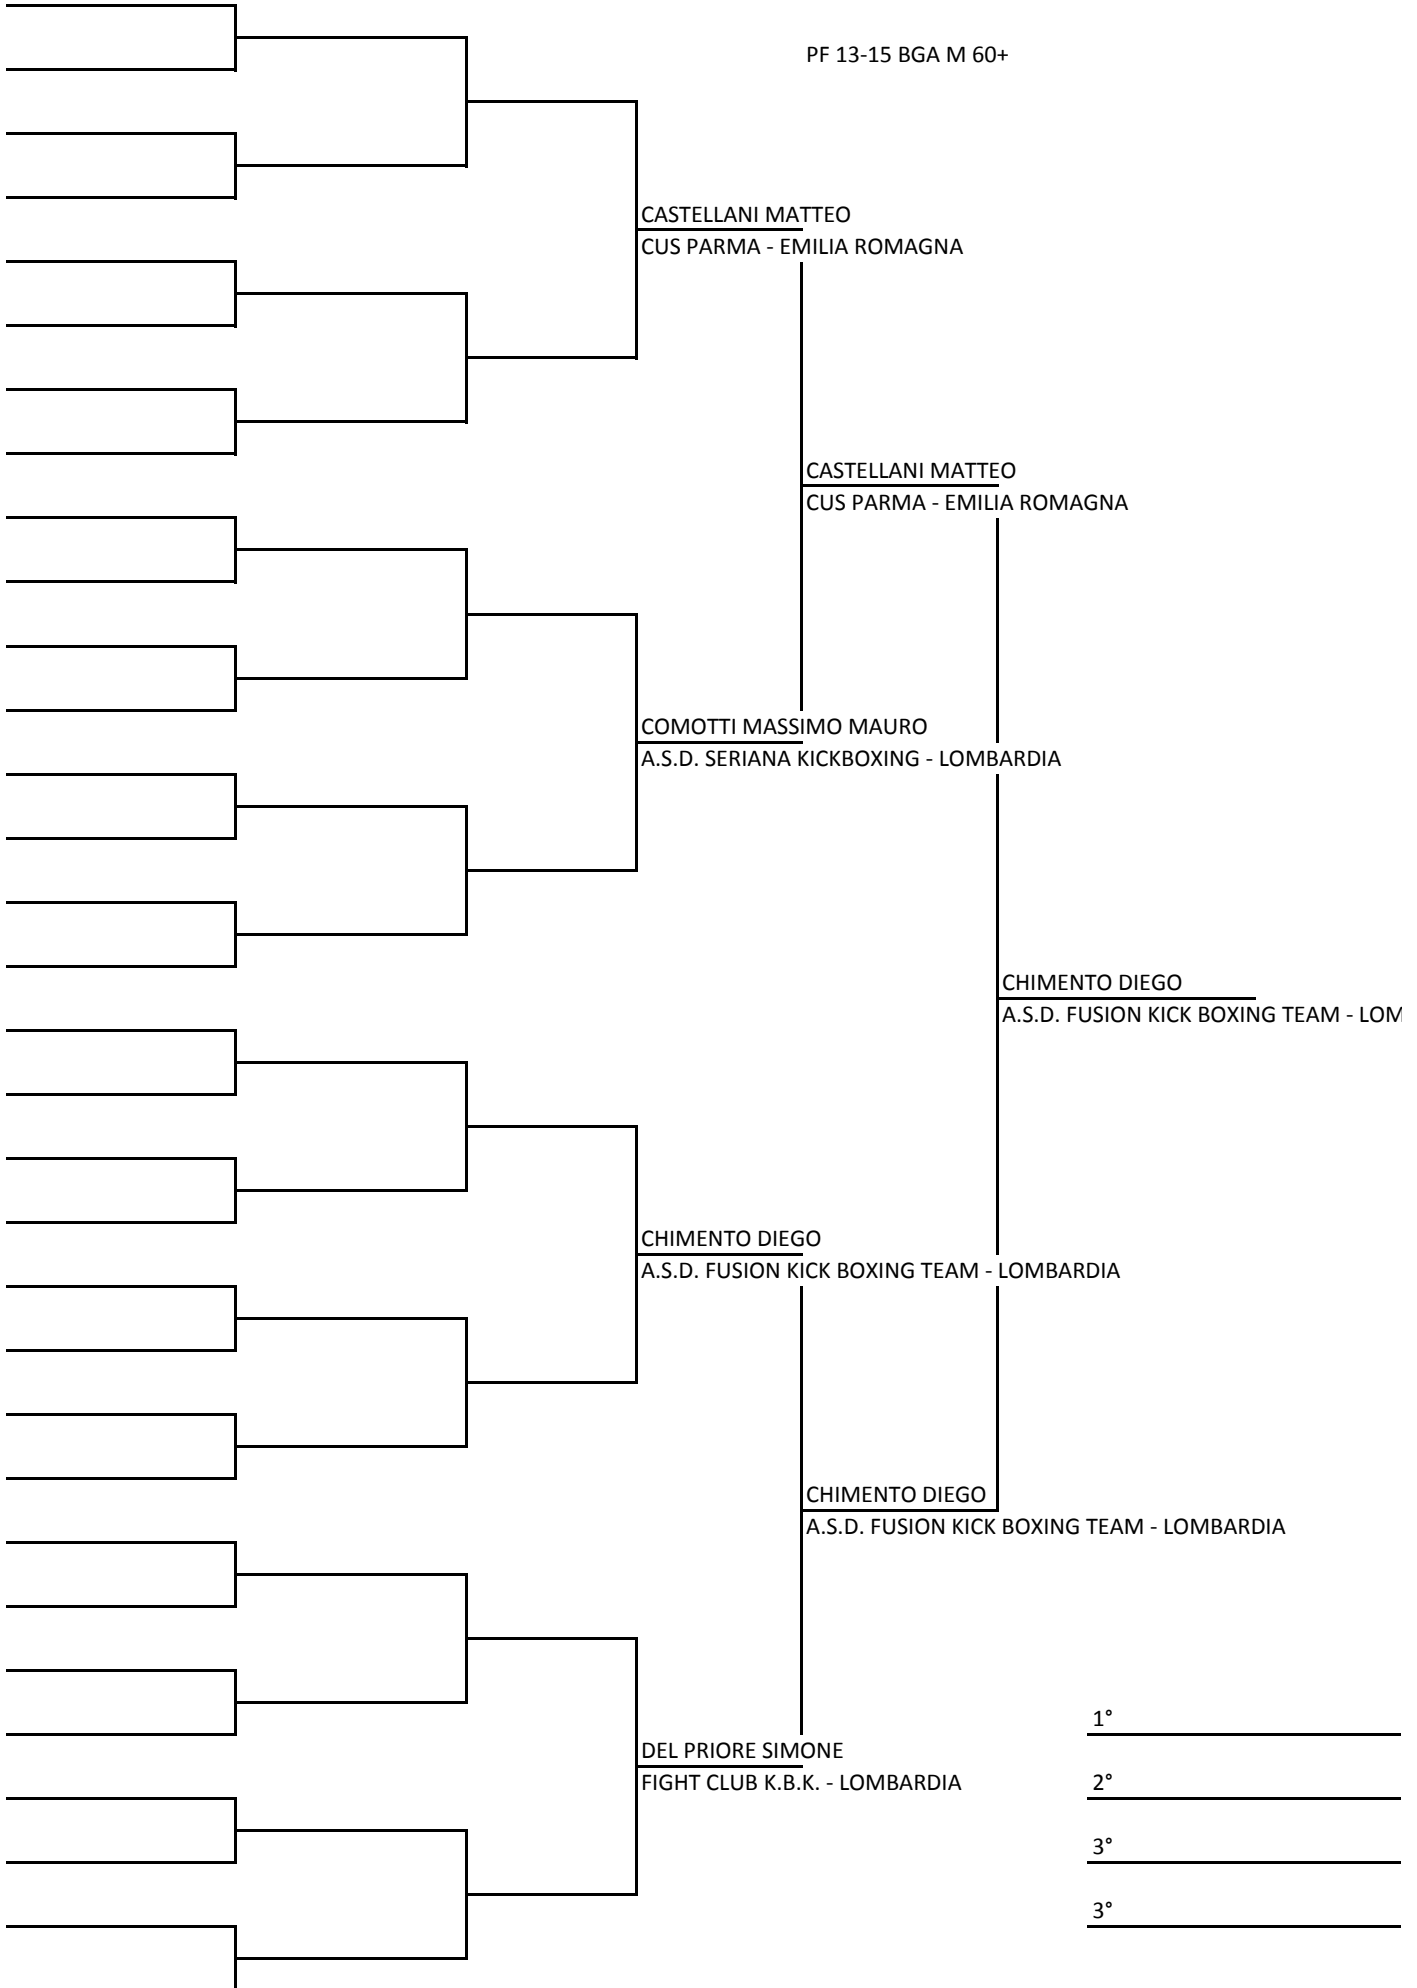 PF 13-15 BGA M 60+
CASTELLANI MATTEO
CUS PARMA - EMILIA ROMAGNA
CASTELLANI MATTEO
CUS PARMA - EMILIA ROMAGNA
COMOTTI MASSIMO MAURO
A.S.D. SERIANA KICKBOXING - LOMBARDIA
CHIMENTO DIEGO
A.S.D. FUSION KICK BOXING TEAM - LOM
CHIMENTO DIEGO
A.S.D. FUSION KICK BOXING TEAM - LOMBARDIA
CHIMENTO DIEGO
A.S.D. FUSION KICK BOXING TEAM - LOMBARDIA
DEL PRIORE SIMONE
FIGHT CLUB K.B.K. - LOMBARDIA
1°
2°
3°
3°